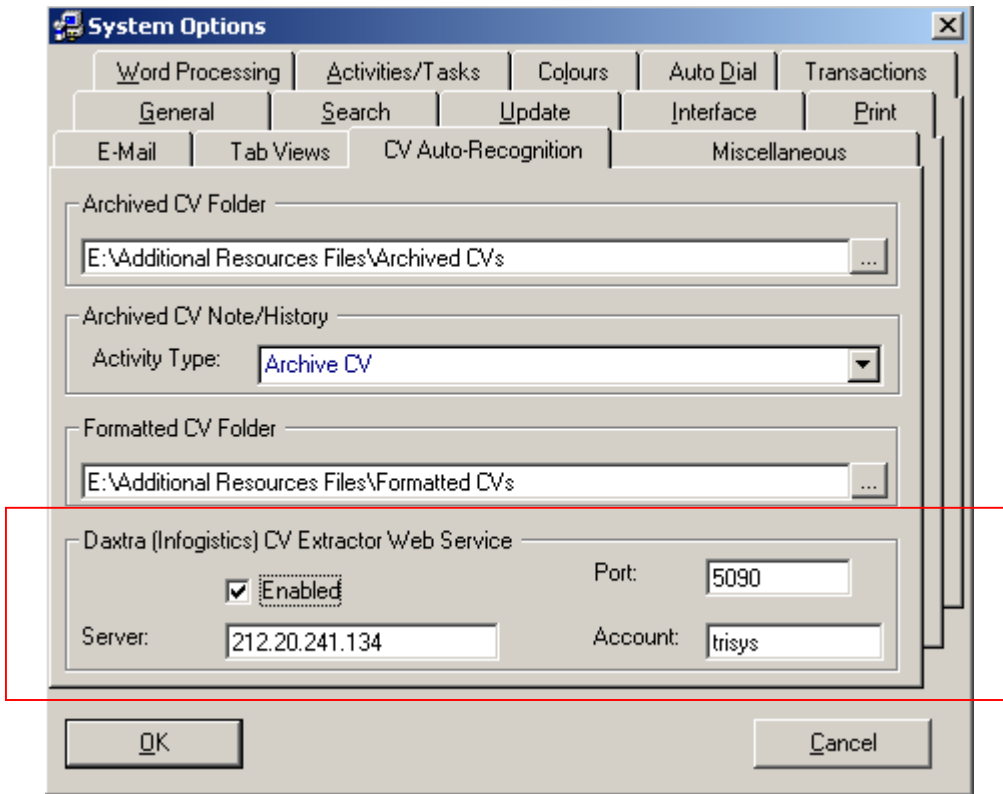 System Options
Word Processing Activities/Tasks Colours Auto Dial Transactions
General Search Update Interface Print
E-Mail Tab Views CV Auto-Recognition Miscellaneous
Archived CV Folder
E:\Additional Resources Files\Archived CVs ...
Archived CV Note/History
Activity Type: Archive CV
Formatted CV Folder
E:\Additional Resources Files\Formatted CVs ...
Daxtra (Infogistics) CV Extractor Web Service
Enabled Port: 5090
Server: 212.20.241.134 Account: trisys
OK Cancel